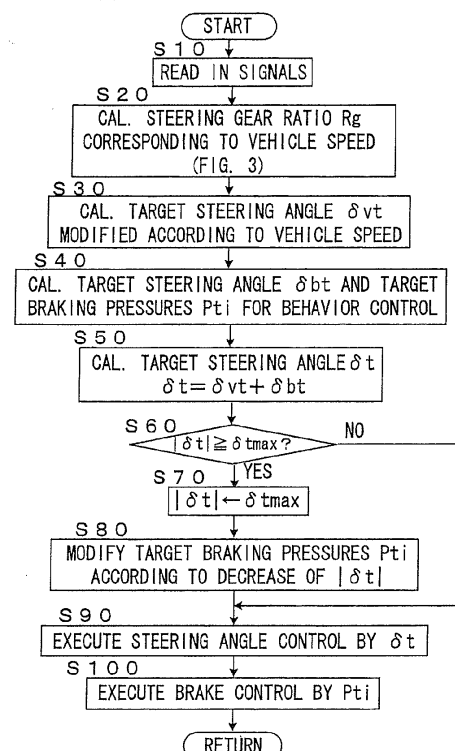 START
S10
READ IN SIGNALS
S20
CAL. STEERING GEAR RATIO Rg
CORRESPONDING TO VEHICLE SPEED
(FIG. 3)
S30
CAL. TARGET STEERING ANGLE δvt
MODIFIED ACCORDING TO VEHICLE SPEED
S40
CAL. TARGET STEERING ANGLE δbt AND TARGET
BRAKING PRESSURES Pti FOR BEHAVIOR CONTROL
S50
CAL. TARGET STEERING ANGLE δt
δt=δvt+δbt
S60
|δt|≧δtmax?
NO
YES
S70
|δt|←δtmax
S80
MODIFY TARGET BRAKING PRESSURES Pti
ACCORDING TO DECREASE OF |δt|
S90
EXECUTE STEERING ANGLE CONTROL BY δt
S100
EXECUTE BRAKE CONTROL BY Pti
RETURN